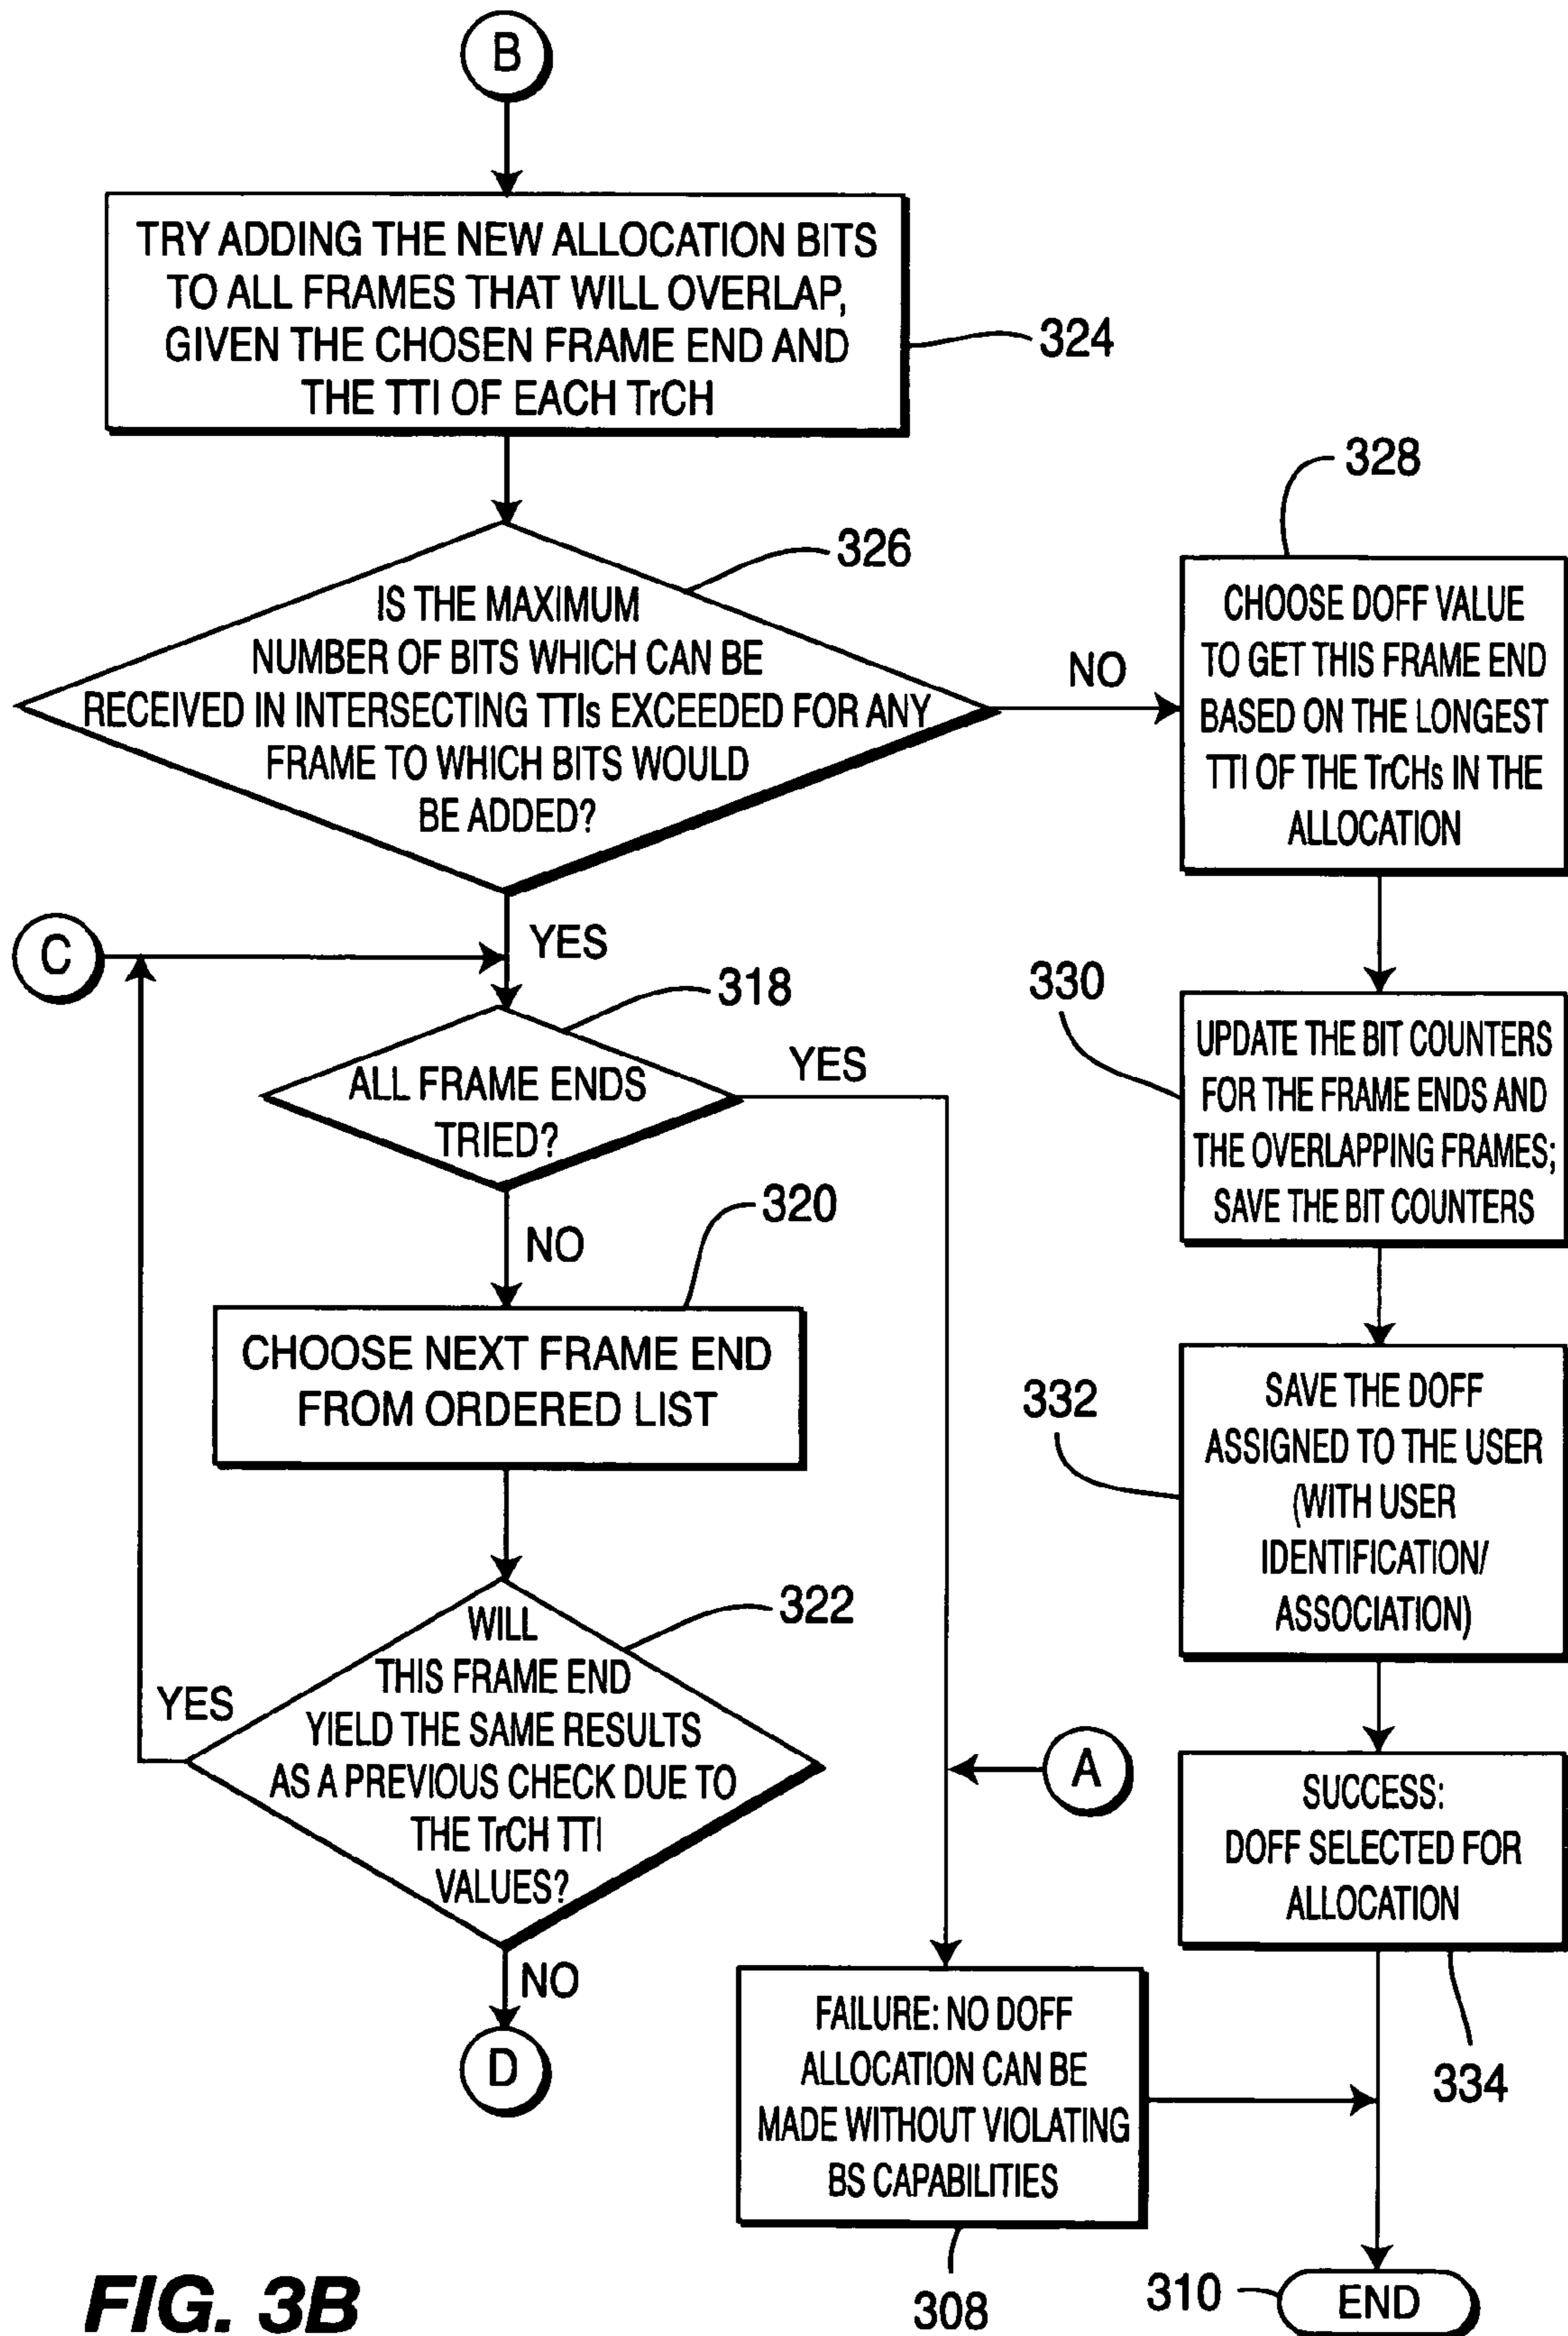 B
TRY ADDING THE NEW ALLOCATION BITS
TO ALL FRAMES THAT WILL OVERLAP,
GIVEN THE CHOSEN FRAME END AND
THE TTI OF EACH TrCH
324
326
IS THE MAXIMUM
NUMBER OF BITS WHICH CAN BE
RECEIVED IN INTERSECTING TTIs EXCEEDED FOR ANY
FRAME TO WHICH BITS WOULD
BE ADDED?
NO
328
CHOOSE DOFF VALUE
TO GET THIS FRAME END
BASED ON THE LONGEST
TTI OF THE TrCHs IN THE
ALLOCATION
C
YES
318
ALL FRAME ENDS
TRIED?
YES
330
UPDATE THE BIT COUNTERS
FOR THE FRAME ENDS AND
THE OVERLAPPING FRAMES;
SAVE THE BIT COUNTERS
NO
320
CHOOSE NEXT FRAME END
FROM ORDERED LIST
332
SAVE THE DOFF
ASSIGNED TO THE USER
(WITH USER
IDENTIFICATION/
ASSOCIATION)
322
WILL
THIS FRAME END
YIELD THE SAME RESULTS
AS A PREVIOUS CHECK DUE TO
THE TrCH TTI
VALUES?
YES
A
SUCCESS:
DOFF SELECTED FOR
ALLOCATION
334
NO
D
FAILURE: NO DOFF
ALLOCATION CAN BE
MADE WITHOUT VIOLATING
BS CAPABILITIES
308
310
END
FIG. 3B